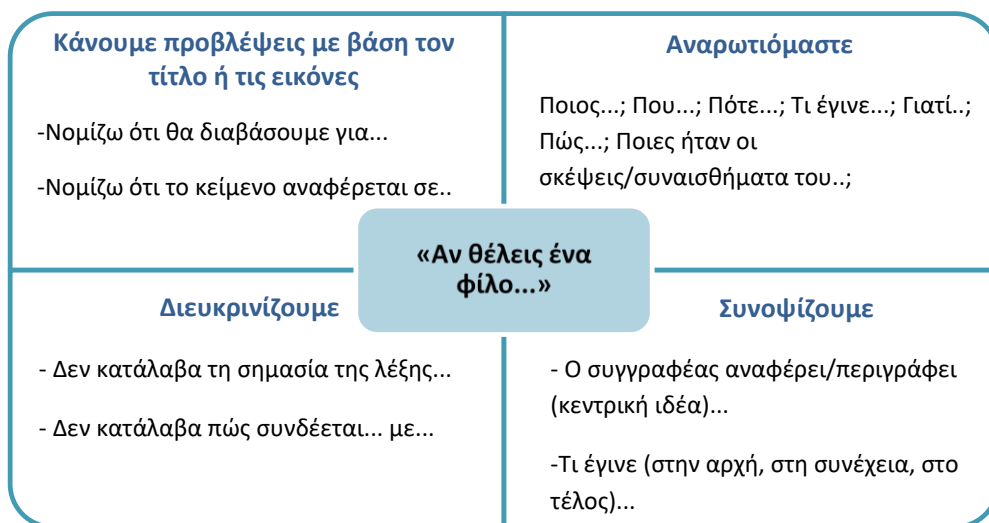 Κάνουμε προβλέψεις με βάση τον
τίτλο ή τις εικόνες
-Νομίζω ότι θα διαβάσουμε για...
-Νομίζω ότι το κείμενο αναφέρεται σε..
Αναρωτιόμαστε
Ποιος...; Που...; Πότε...; Τι έγινε...; Γιατί..;
Πώς...; Ποιες ήταν οι
σκέψεις/συναισθήματα του..;
«Αν θέλεις ένα
φίλο...»
Διευκρινίζουμε
- Δεν κατάλαβα τη σημασία της λέξης...
- Δεν κατάλαβα πώς συνδέεται... με...
Συνοψίζουμε
- Ο συγγραφέας αναφέρει/περιγράφει
(κεντρική ιδέα)...
-Τι έγινε (στην αρχή, στη συνέχεια, στο
τέλος)...